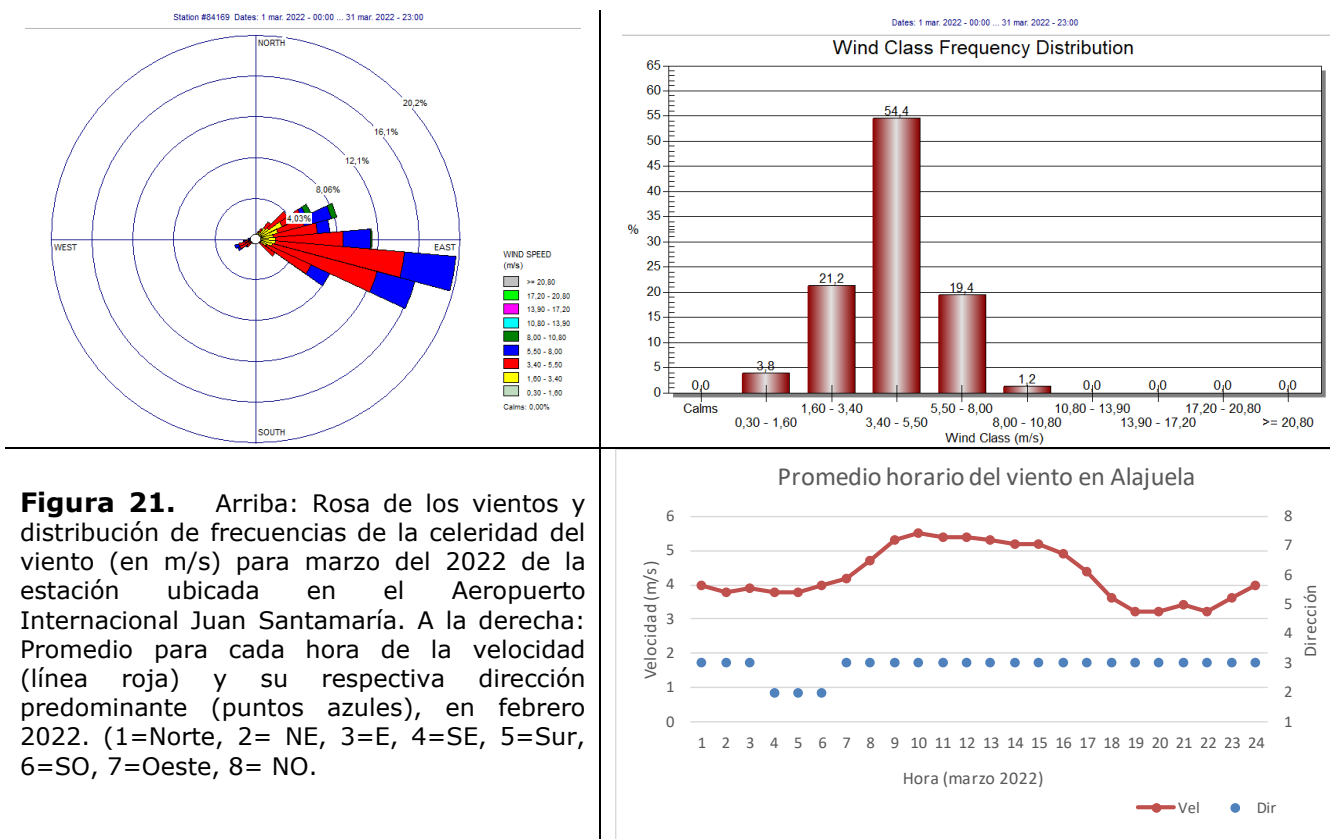 Station #84169 Dates: 1 mar. 2022 - 00:00 ... 31 mar. 2022 - 23:00
NORTH
20,2%
16,1%
12,1%
8,06%
4,03%
WEST
EAST
SOUTH
WIND SPEED
(m/s)
>= 20,80
17,20 - 20,80
13,90 - 17,20
10,80 - 13,90
8,00 - 10,80
5,50 - 8,00
3,40 - 5,50
1,60 - 3,40
0,30 - 1,60
Calms: 0,00%
Dates: 1 mar. 2022 - 00:00 ... 31 mar. 2022 - 23:00
Wind Class Frequency Distribution
65
60
55
50
45
40
35
30
25
20
15
10
5
0
%
0,0
3,8
21,2
54,4
19,4
1,2
0,0
0,0
0,0
0,0
Calms
0,30 - 1,60
1,60 - 3,40
3,40 - 5,50
5,50 - 8,00
8,00 - 10,80
10,80 - 13,90
13,90 - 17,20
17,20 - 20,80
>= 20,80
Wind Class (m/s)
Figura 21. Arriba: Rosa de los vientos y
distribución de frecuencias de la celeridad del
viento (en m/s) para marzo del 2022 de la
estación ubicada en el Aeropuerto
Internacional Juan Santamaría. A la derecha:
Promedio para cada hora de la velocidad
(línea roja) y su respectiva dirección
predominante (puntos azules), en febrero
2022. (1=Norte, 2= NE, 3=E, 4=SE, 5=Sur,
6=SO, 7=Oeste, 8= NO.
Promedio horario del viento en Alajuela
6
5
4
3
2
1
0
Velocidad (m/s)
8
7
6
5
4
3
2
1
Dirección
1 2 3 4 5 6 7 8 9 10 11 12 13 14 15 16 17 18 19 20 21 22 23 24
Hora (marzo 2022)
Vel Dir